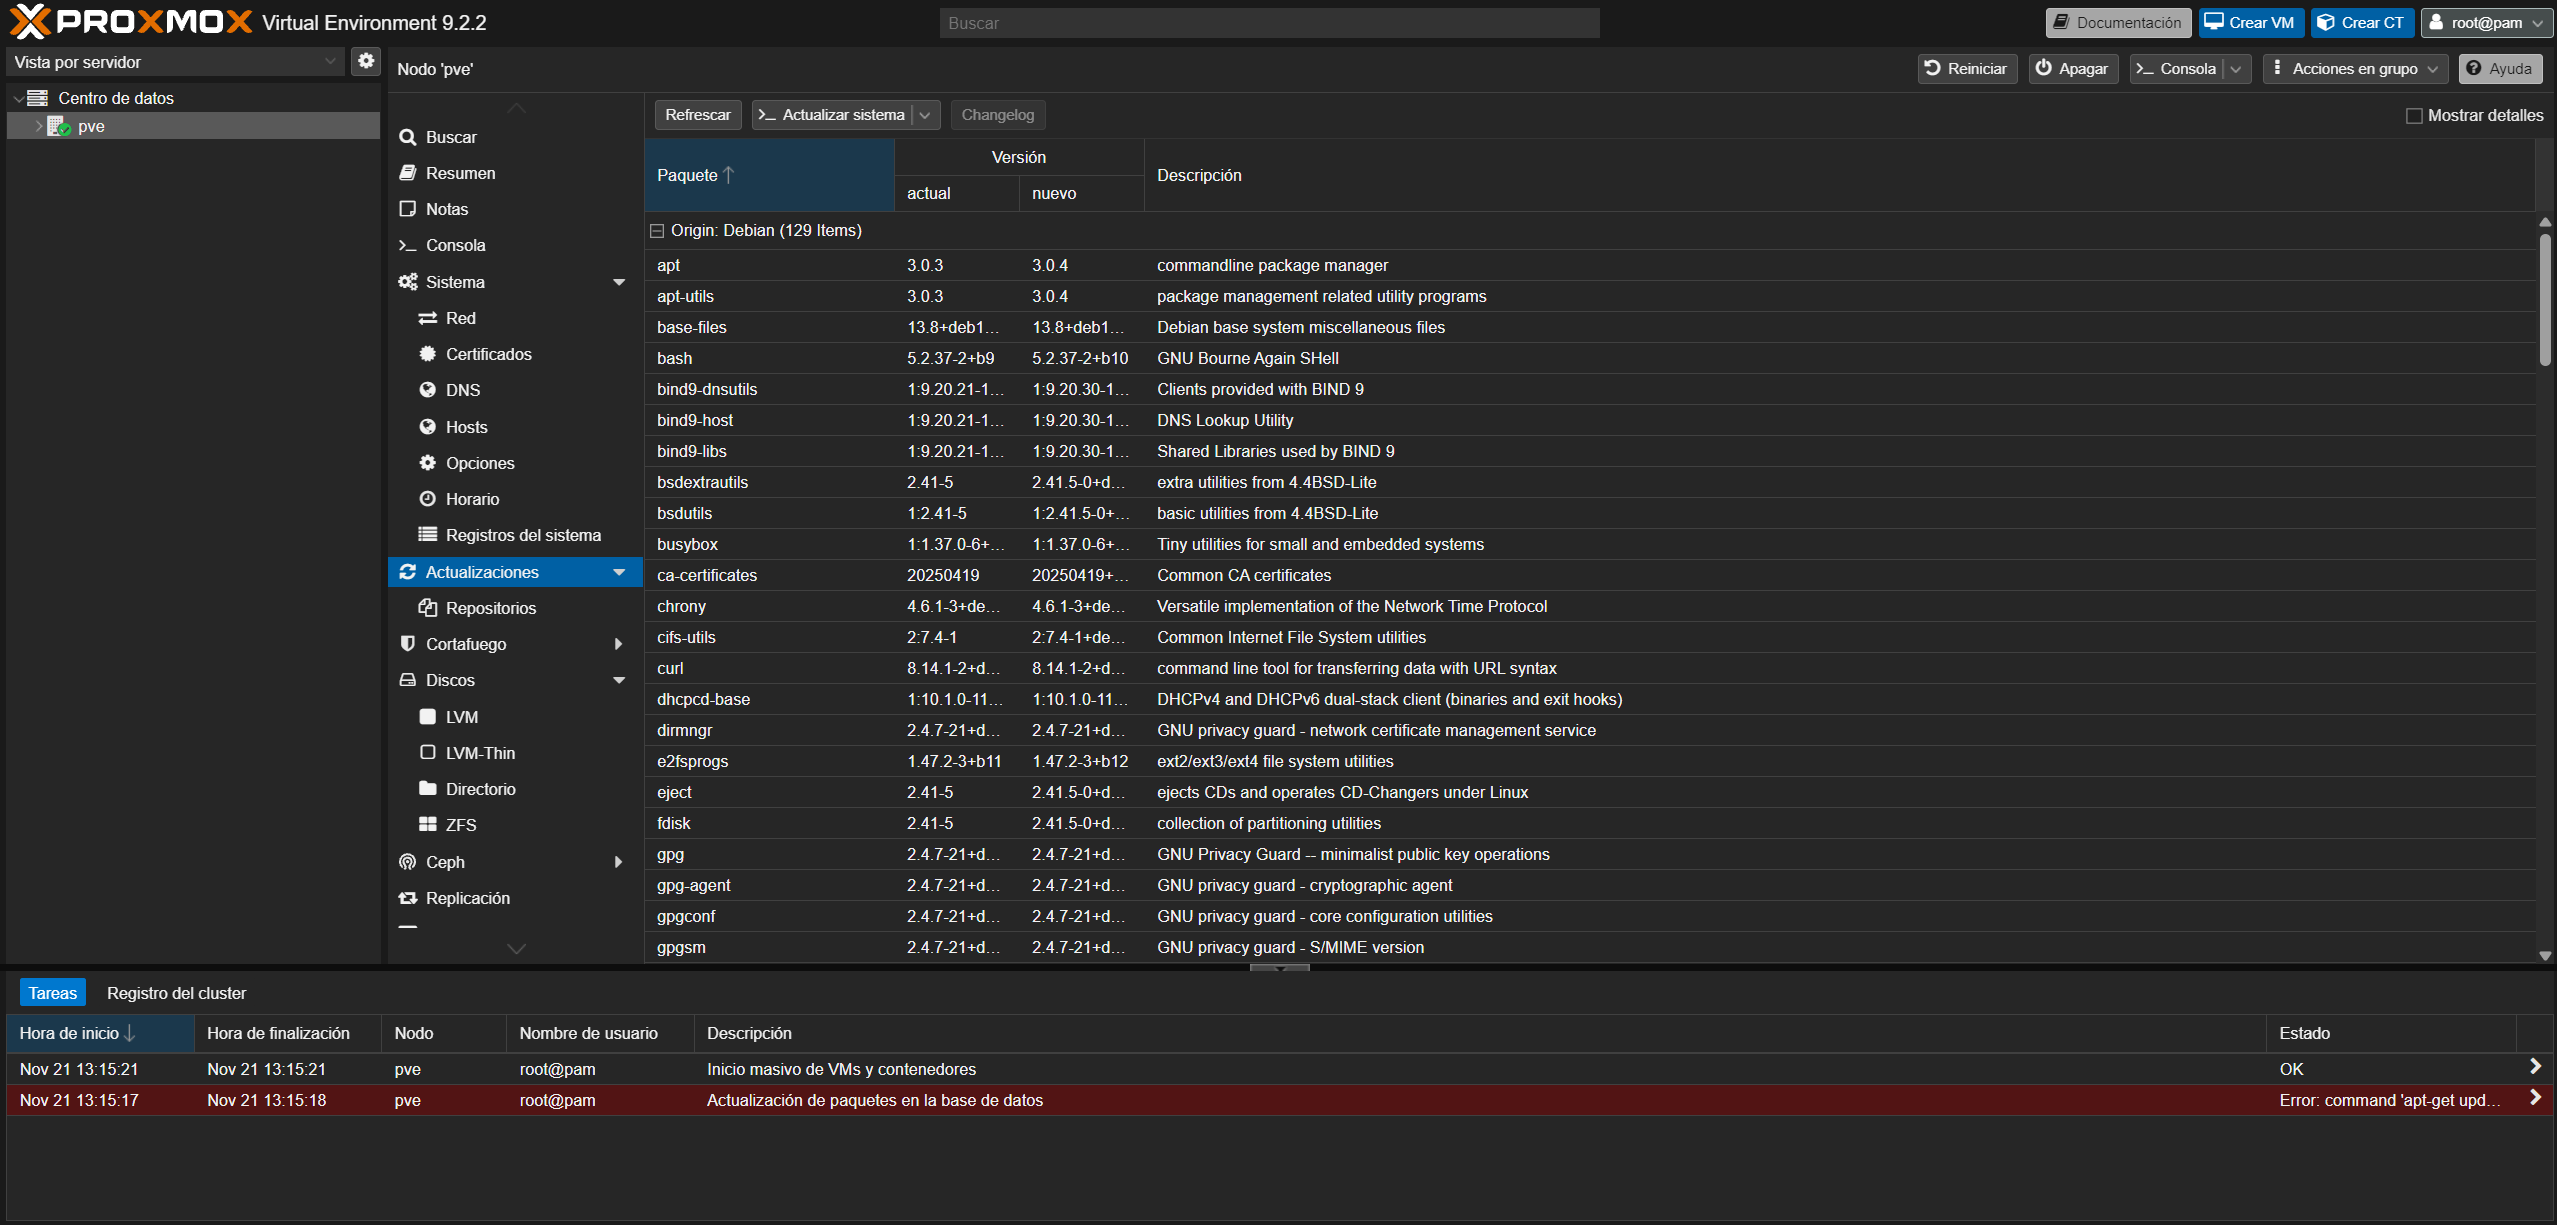 PROXMOX Virtual Environment 9.2.2
Buscar
Documentación
Crear VM
Crear CT
root@pam
Vista por servidor
Nodo 'pve'
Reiniciar
Apagar
Consola
Acciones en grupo
Ayuda
Centro de datos
pve
Buscar
Resumen
Notas
Consola
Sistema
Red
Certificados
DNS
Hosts
Opciones
Horario
Registros del sistema
Actualizaciones
Repositorios
Cortafuego
Discos
LVM
LVM-Thin
Directorio
ZFS
Ceph
Replicación
Refrescar
Actualizar sistema
Changelog
Mostrar detalles
Paquete Versión Descripción
actual nuevo
Origin: Debian (129 Items)
apt 3.0.3 3.0.4 commandline package manager
apt-utils 3.0.3 3.0.4 package management related utility programs
base-files 13.8+deb1... 13.8+deb1... Debian base system miscellaneous files
bash 5.2.37-2+b9 5.2.37-2+b10 GNU Bourne Again SHell
bind9-dnsutils 1:9.20.21-1... 1:9.20.30-1... Clients provided with BIND 9
bind9-host 1:9.20.21-1... 1:9.20.30-1... DNS Lookup Utility
bind9-libs 1:9.20.21-1... 1:9.20.30-1... Shared Libraries used by BIND 9
bsdextrautils 2.41-5 2.41.5-0+d... extra utilities from 4.4BSD-Lite
bsdutils 1:2.41-5 1:2.41.5-0+... basic utilities from 4.4BSD-Lite
busybox 1:1.37.0-6+... 1:1.37.0-6+... Tiny utilities for small and embedded systems
ca-certificates 20250419 20250419+... Common CA certificates
chrony 4.6.1-3+de... 4.6.1-3+de... Versatile implementation of the Network Time Protocol
cifs-utils 2:7.4-1 2:7.4-1+de... Common Internet File System utilities
curl 8.14.1-2+d... 8.14.1-2+d... command line tool for transferring data with URL syntax
dhcpcd-base 1:10.1.0-11... 1:10.1.0-11... DHCPv4 and DHCPv6 dual-stack client (binaries and exit hooks)
dirmngr 2.4.7-21+d... 2.4.7-21+d... GNU privacy guard - network certificate management service
e2fsprogs 1.47.2-3+b11 1.47.2-3+b12 ext2/ext3/ext4 file system utilities
eject 2.41-5 2.41.5-0+d... ejects CDs and operates CD-Changers under Linux
fdisk 2.41-5 2.41.5-0+d... collection of partitioning utilities
gpg 2.4.7-21+d... 2.4.7-21+d... GNU Privacy Guard -- minimalist public key operations
gpg-agent 2.4.7-21+d... 2.4.7-21+d... GNU privacy guard - cryptographic agent
gpgconf 2.4.7-21+d... 2.4.7-21+d... GNU privacy guard - core configuration utilities
gpgsm 2.4.7-21+d... 2.4.7-21+d... GNU privacy guard - S/MIME version
Tareas Registro del cluster
Hora de inicio Hora de finalización Nodo Nombre de usuario Descripción Estado
Nov 21 13:15:21 Nov 21 13:15:21 pve root@pam Inicio masivo de VMs y contenedores OK
Nov 21 13:15:17 Nov 21 13:15:18 pve root@pam Actualización de paquetes en la base de datos Error: command 'apt-get upd...